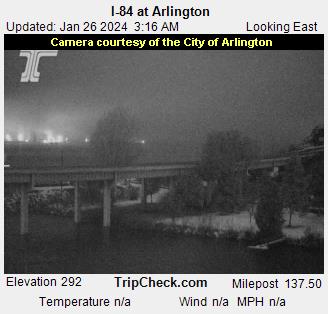 I-84 at Arlington
Updated: Jan 26 2024 3:16 AM Looking East
Camera courtesy of the City of Arlington
Elevation 292 TripCheck.com Milepost 137.50
Temperature n/a Wind n/a MPH n/a